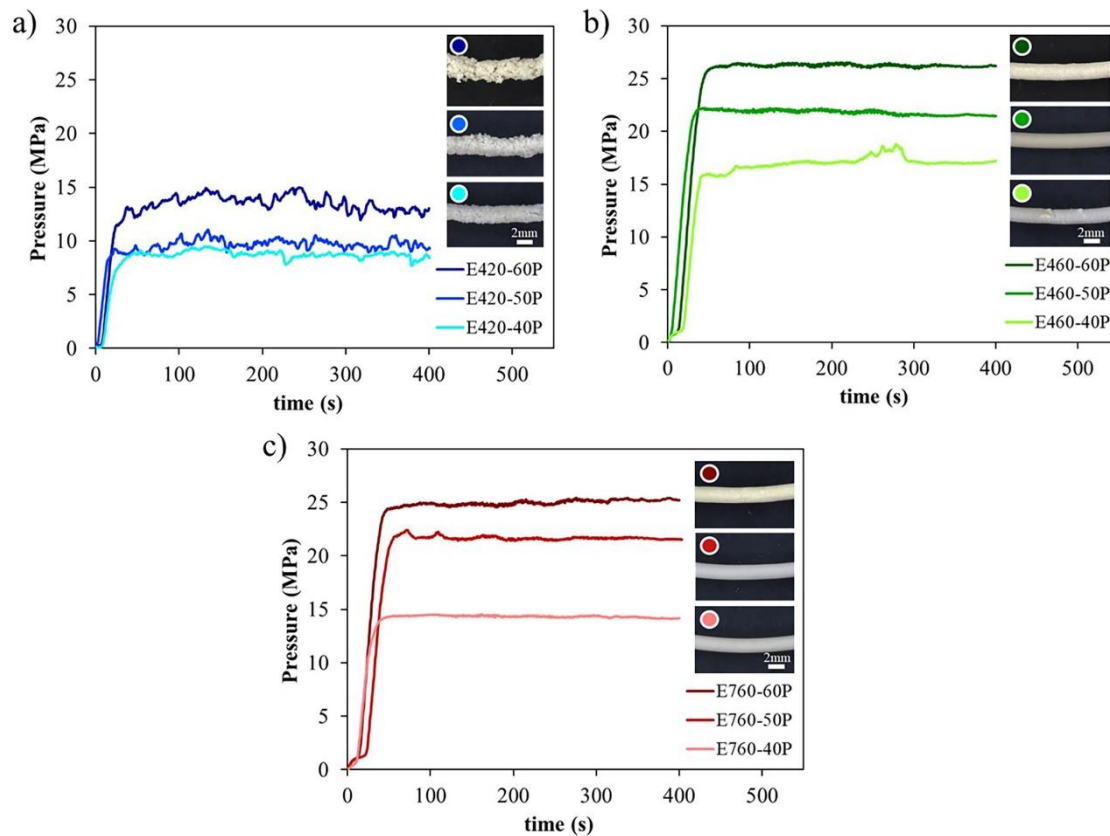 a)
30
25
20
15
10
5
0
Pressure (MPa)
0 100 200 300 400 500
time (s)
2mm
E420-60P
E420-50P
E420-40P
b)
30
25
20
15
10
5
0
Pressure (MPa)
0 100 200 300 400 500
time (s)
2mm
E460-60P
E460-50P
E460-40P
c)
30
25
20
15
10
5
0
Pressure (MPa)
0 100 200 300 400 500
time (s)
2mm
E760-60P
E760-50P
E760-40P